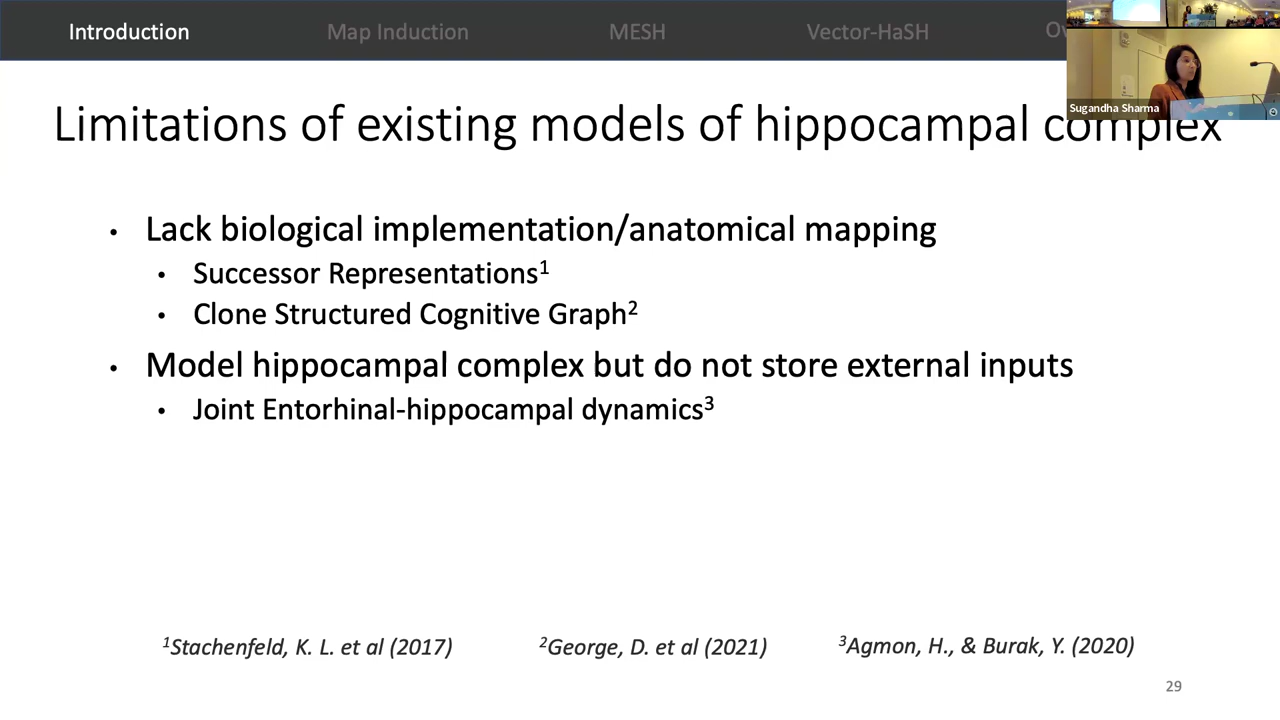 Introduction
Map Induction
MESH
Vector-HaSH
Sugandha Sharma
Limitations of existing models of hippocampal complex
• Lack biological implementation/anatomical mapping
• Successor Representations¹
• Clone Structured Cognitive Graph²
• Model hippocampal complex but do not store external inputs
• Joint Entorhinal-hippocampal dynamics³
¹Stachenfeld, K. L. et al (2017)
²George, D. et al (2021)
³Agmon, H., & Burak, Y. (2020)
29